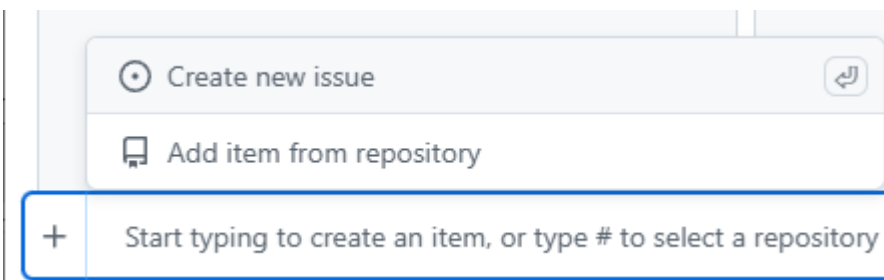 Create new issue
Add item from repository
Start typing to create an item, or type # to select a repository